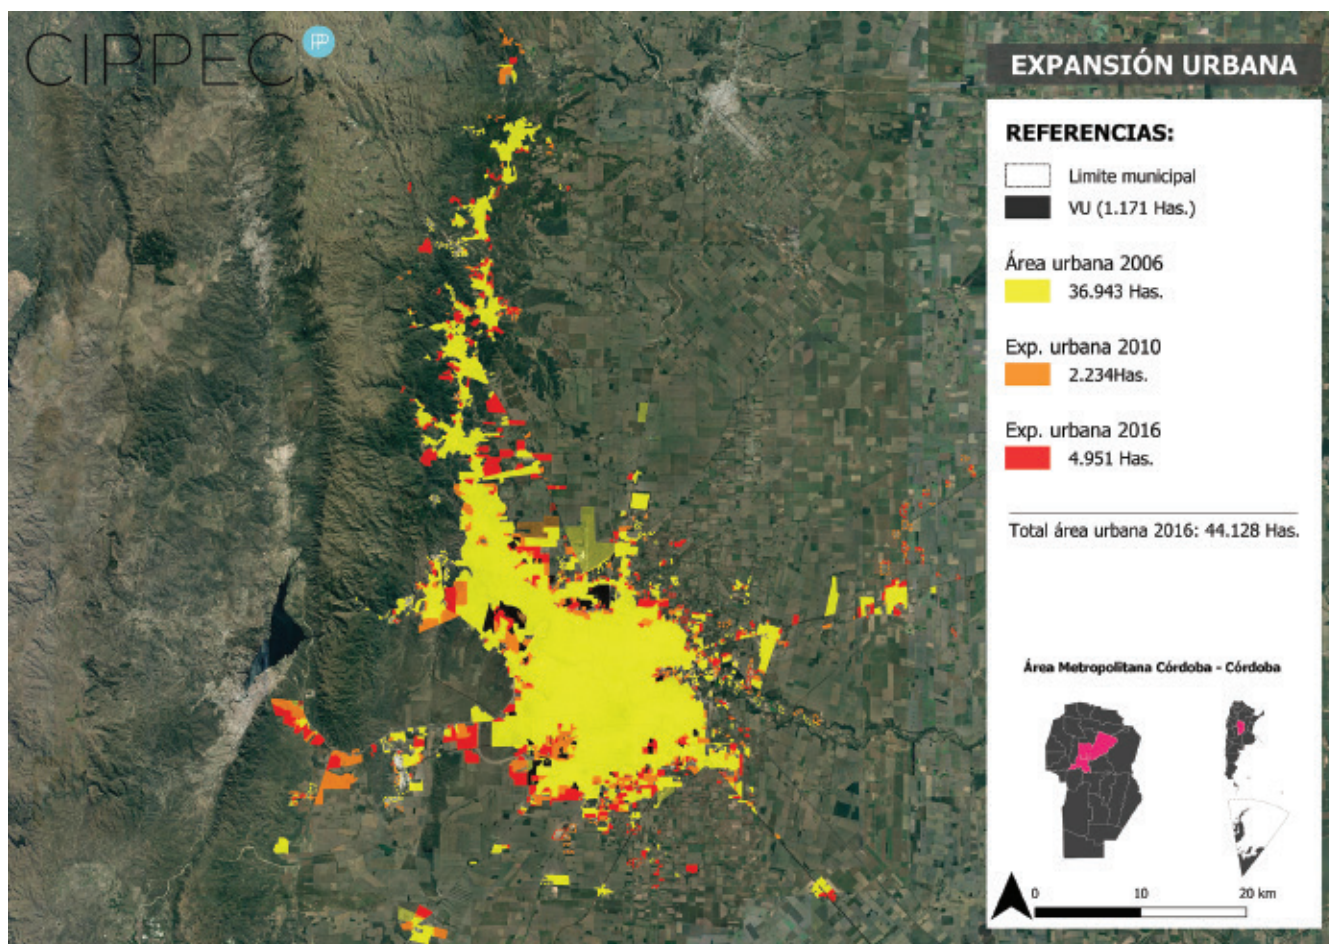 CIPPEC PP
EXPANSIÓN URBANA
REFERENCIAS:
Limite municipal
VU (1.171 Has.)
Área urbana 2006
36.943 Has.
Exp. urbana 2010
2.234Has.
Exp. urbana 2016
4.951 Has.
Total área urbana 2016: 44.128 Has.
Área Metropolitana Córdoba - Córdoba
0 10 20 km